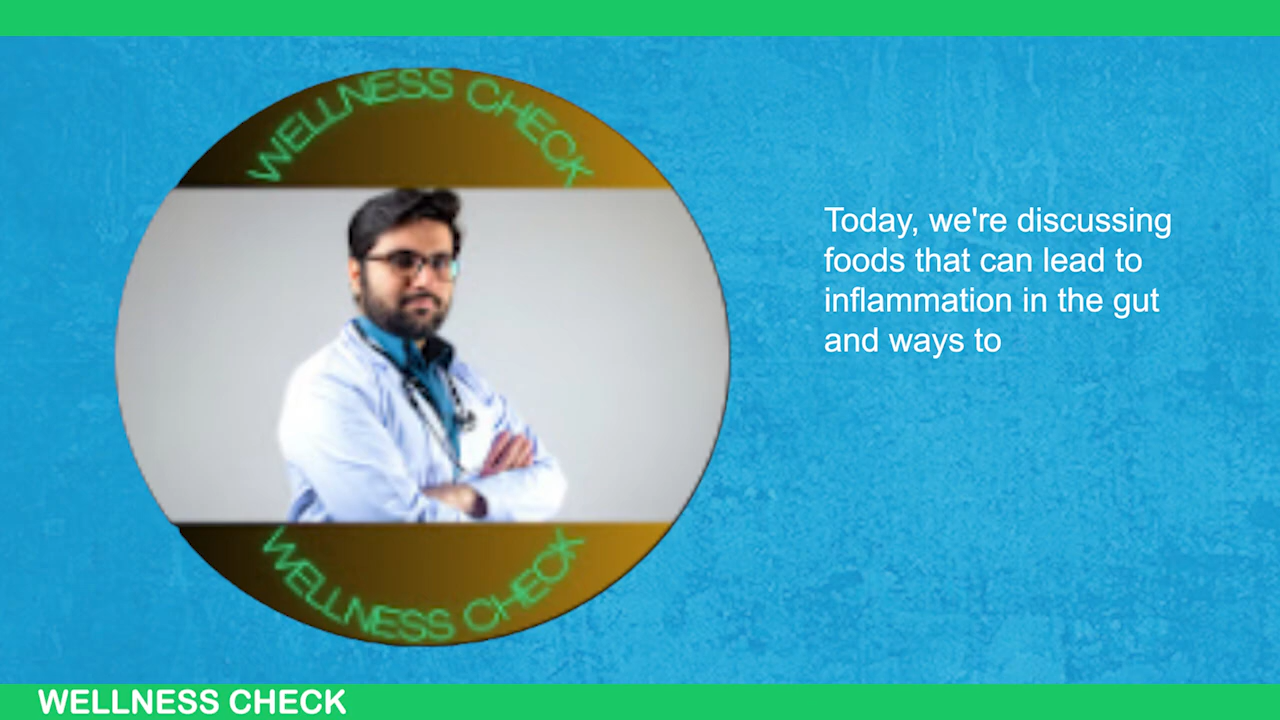 WELLNESS CHECK
Today, we're discussing
foods that can lead to
inflammation in the gut
and ways to
WELLNESS CHECK
WELLNESS CHECK